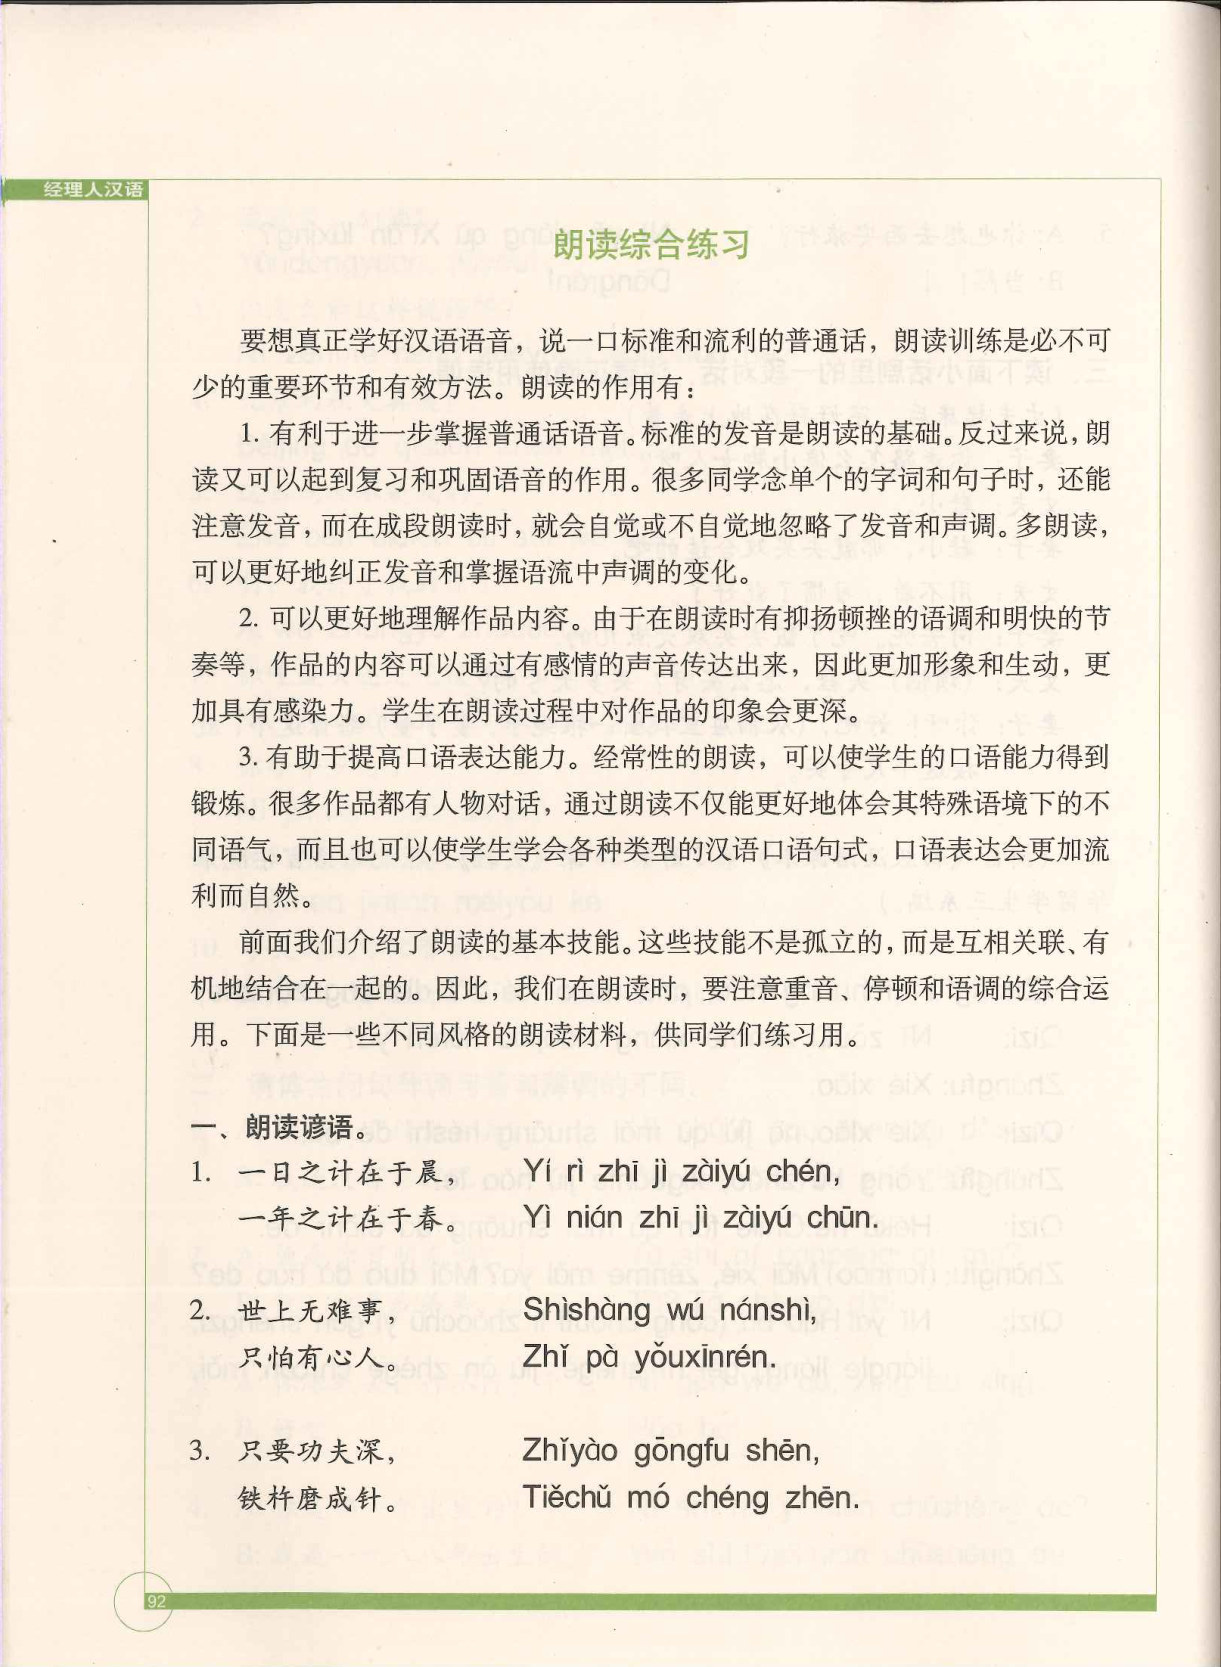 经理人汉语
朗读综合练习
要想真正学好汉语语音，说一口标准和流利的普通话，朗读训练是必不可
少的重要环节和有效方法。朗读的作用有：
1. 有利于进一步掌握普通话语音。标准的发音是朗读的基础。反过来说，朗
读又可以起到复习和巩固语音的作用。很多同学念单个的字词和句子时，还能
注意发音，而在成段朗读时，就会自觉或不自觉地忽略了发音和声调。多朗读，
可以更好地纠正发音和掌握语流中声调的变化。
2. 可以更好地理解作品内容。由于在朗读时有抑扬顿挫的语调和明快的节
奏等，作品的内容可以通过有感情的声音传达出来，因此更加形象和生动，更
加具有感染力。学生在朗读过程中对作品的印象会更深。
3. 有助于提高口语表达能力。经常性的朗读，可以使学生的口语能力得到
锻炼。很多作品都有人物对话，通过朗读不仅能更好地体会其特殊语境下的不
同语气，而且也可以使学生学会各种类型的汉语口语句式，口语表达会更加流
利而自然。
前面我们介绍了朗读的基本技能。这些技能不是孤立的，而是互相关联、有
机地结合在一起的。因此，我们在朗读时，要注意重音、停顿和语调的综合运
用。下面是一些不同风格的朗读材料，供同学们练习用。
一、朗读谚语。
1. 一日之计在于晨， Yí rì zhī jì zàiyú chén,
一年之计在于春。 Yì nián zhī jì zàiyú chūn.
2. 世上无难事， Shìshàng wú nánshì,
只怕有心人。 Zhǐ pà yǒuxīnrén.
3. 只要功夫深， Zhǐyào gōngfu shēn,
铁杵磨成针。 Tiěchǔ mó chéng zhēn.
92